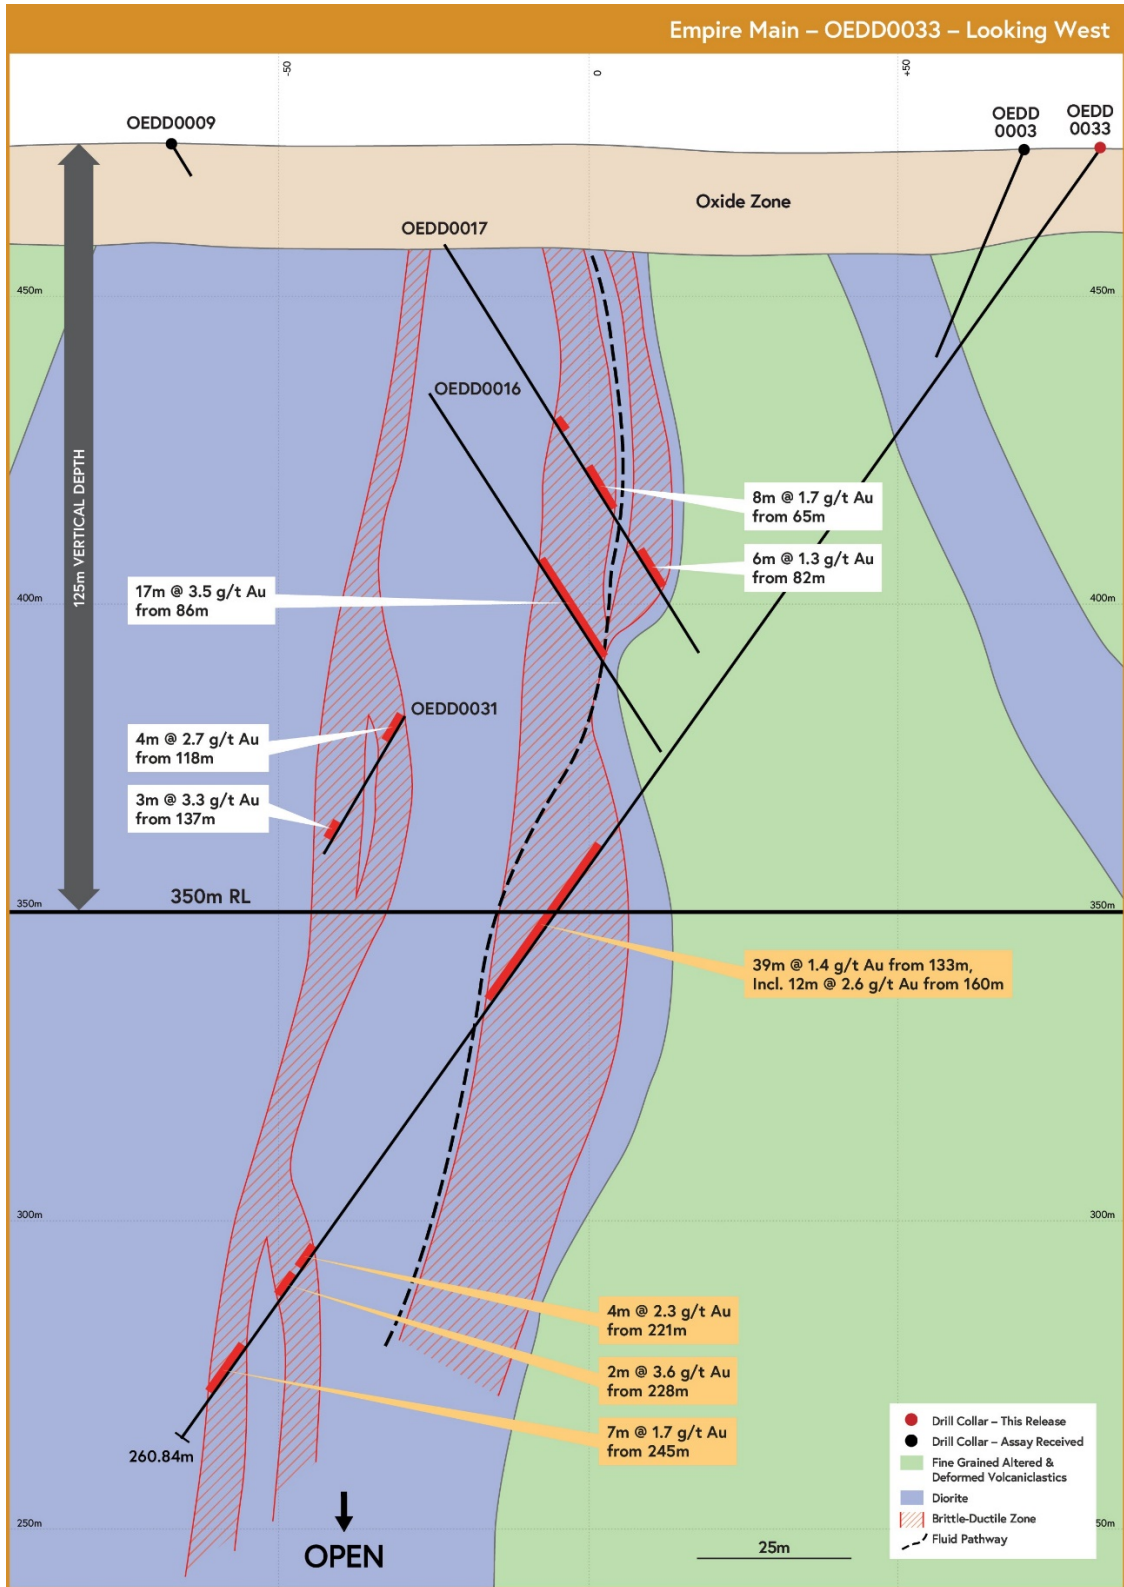 Empire Main – OEDD0033 – Looking West
-50
0
+50
OEDD0009
OEDD
0003
OEDD
0033
Oxide Zone
OEDD0017
450m
450m
OEDD0016
125m VERTICAL DEPTH
8m @ 1.7 g/t Au
from 65m
6m @ 1.3 g/t Au
from 82m
17m @ 3.5 g/t Au
from 86m
400m
400m
OEDD0031
4m @ 2.7 g/t Au
from 118m
3m @ 3.3 g/t Au
from 137m
350m RL
350m
350m
39m @ 1.4 g/t Au from 133m,
Incl. 12m @ 2.6 g/t Au from 160m
300m
300m
4m @ 2.3 g/t Au
from 221m
2m @ 3.6 g/t Au
from 228m
7m @ 1.7 g/t Au
from 245m
260.84m
Drill Collar – This Release
Drill Collar – Assay Received
Fine Grained Altered &
Deformed Volcaniclastics
Diorite
Brittle-Ductile Zone
Fluid Pathway
250m
50m
OPEN
25m